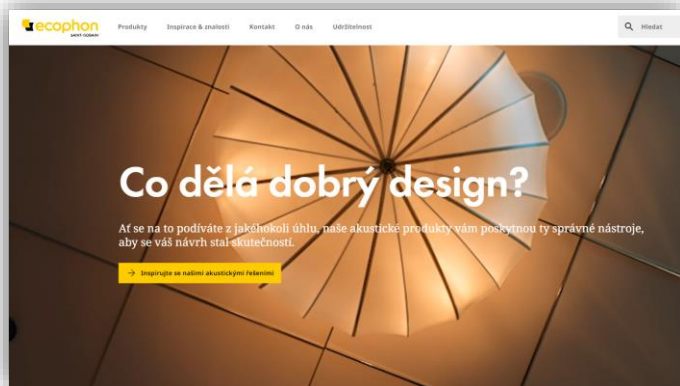 ecophon
SAINT-GOBAIN
Produkty
Inspirace & znalosti
Kontakt
O nás
Udržitelnost
Hledat
Co dělá dobrý design?
Ať se na to podíváte z jakéhokoli úhlu, naše akustické produkty vám poskytnou ty správné nástroje,
aby se váš návrh stal skutečností.
→ Inspirujte se našimi akustickými řešeními